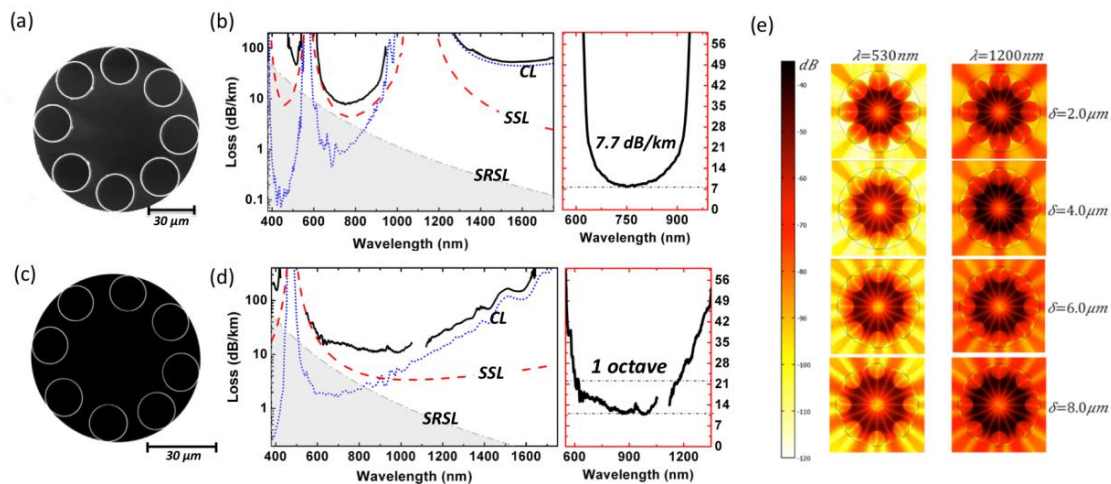 (a)
30 µm
(b)
Loss (dB/km)
100
10
1
0.1
CL
SSL
SRSL
400 600 800 1000 1200 1400 1600
Wavelength (nm)
7.7 dB/km
56
49
42
35
28
21
14
7
0
600 750 900
Wavelength (nm)
(c)
30 µm
(d)
Loss (dB/km)
100
10
1
CL
SSL
SRSL
400 600 800 1000 1200 1400 1600
Wavelength (nm)
1 octave
56
49
42
35
28
21
14
7
0
600 900 1200
Wavelength (nm)
(e)
dB
-40
-50
-60
-70
-80
-90
-100
-110
-120
λ=530nm λ=1200nm
δ=2.0µm
δ=4.0µm
δ=6.0µm
δ=8.0µm